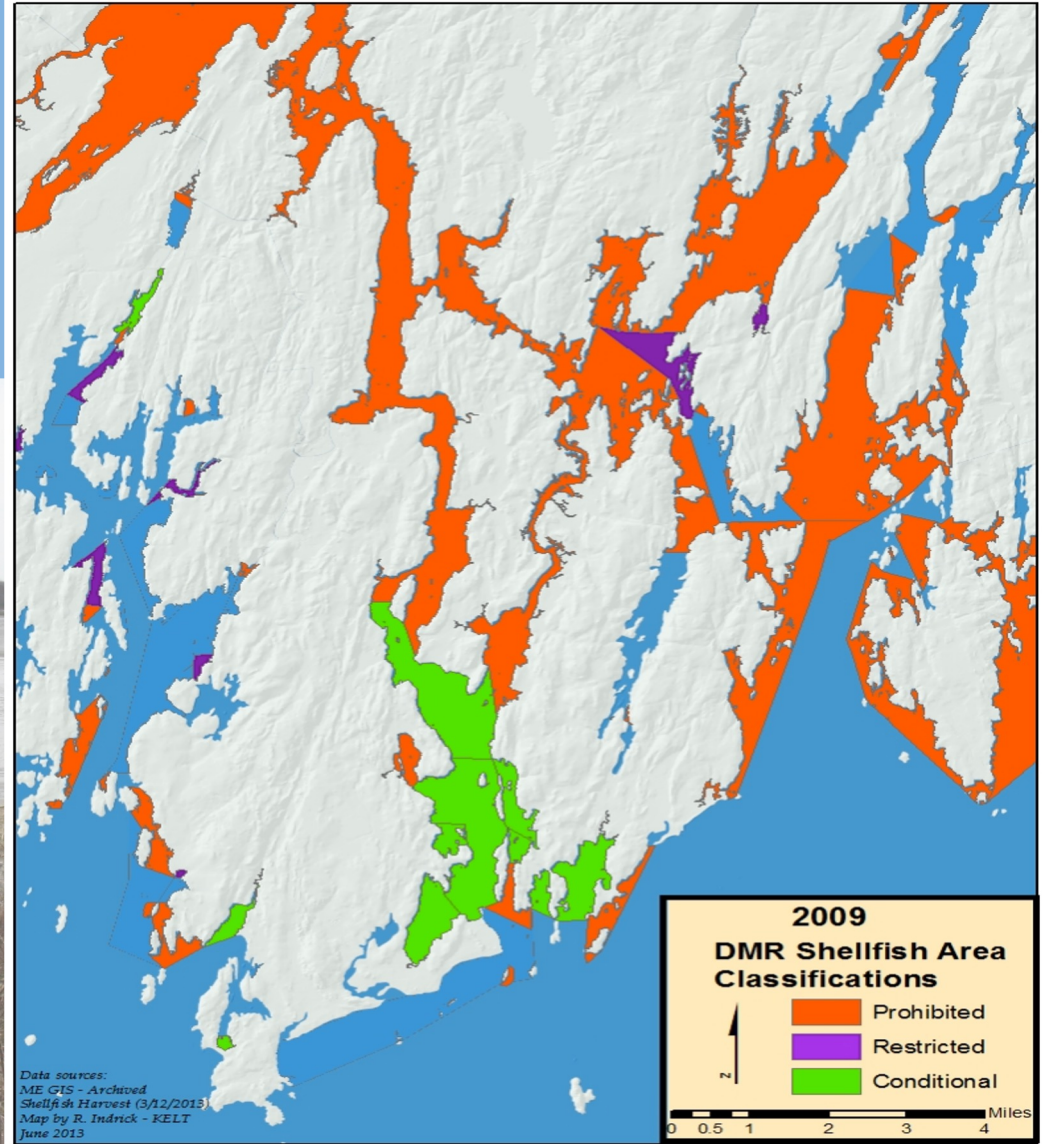 2009
DMR Shellfish Area
Classifications
Prohibited
Restricted
Conditional
N
Miles
0 0.5 1 2 3 4
Data sources:
ME GIS - Archived
Shellfish Harvest (3/12/2013)
Map by R. Indrick - KELT
June 2013